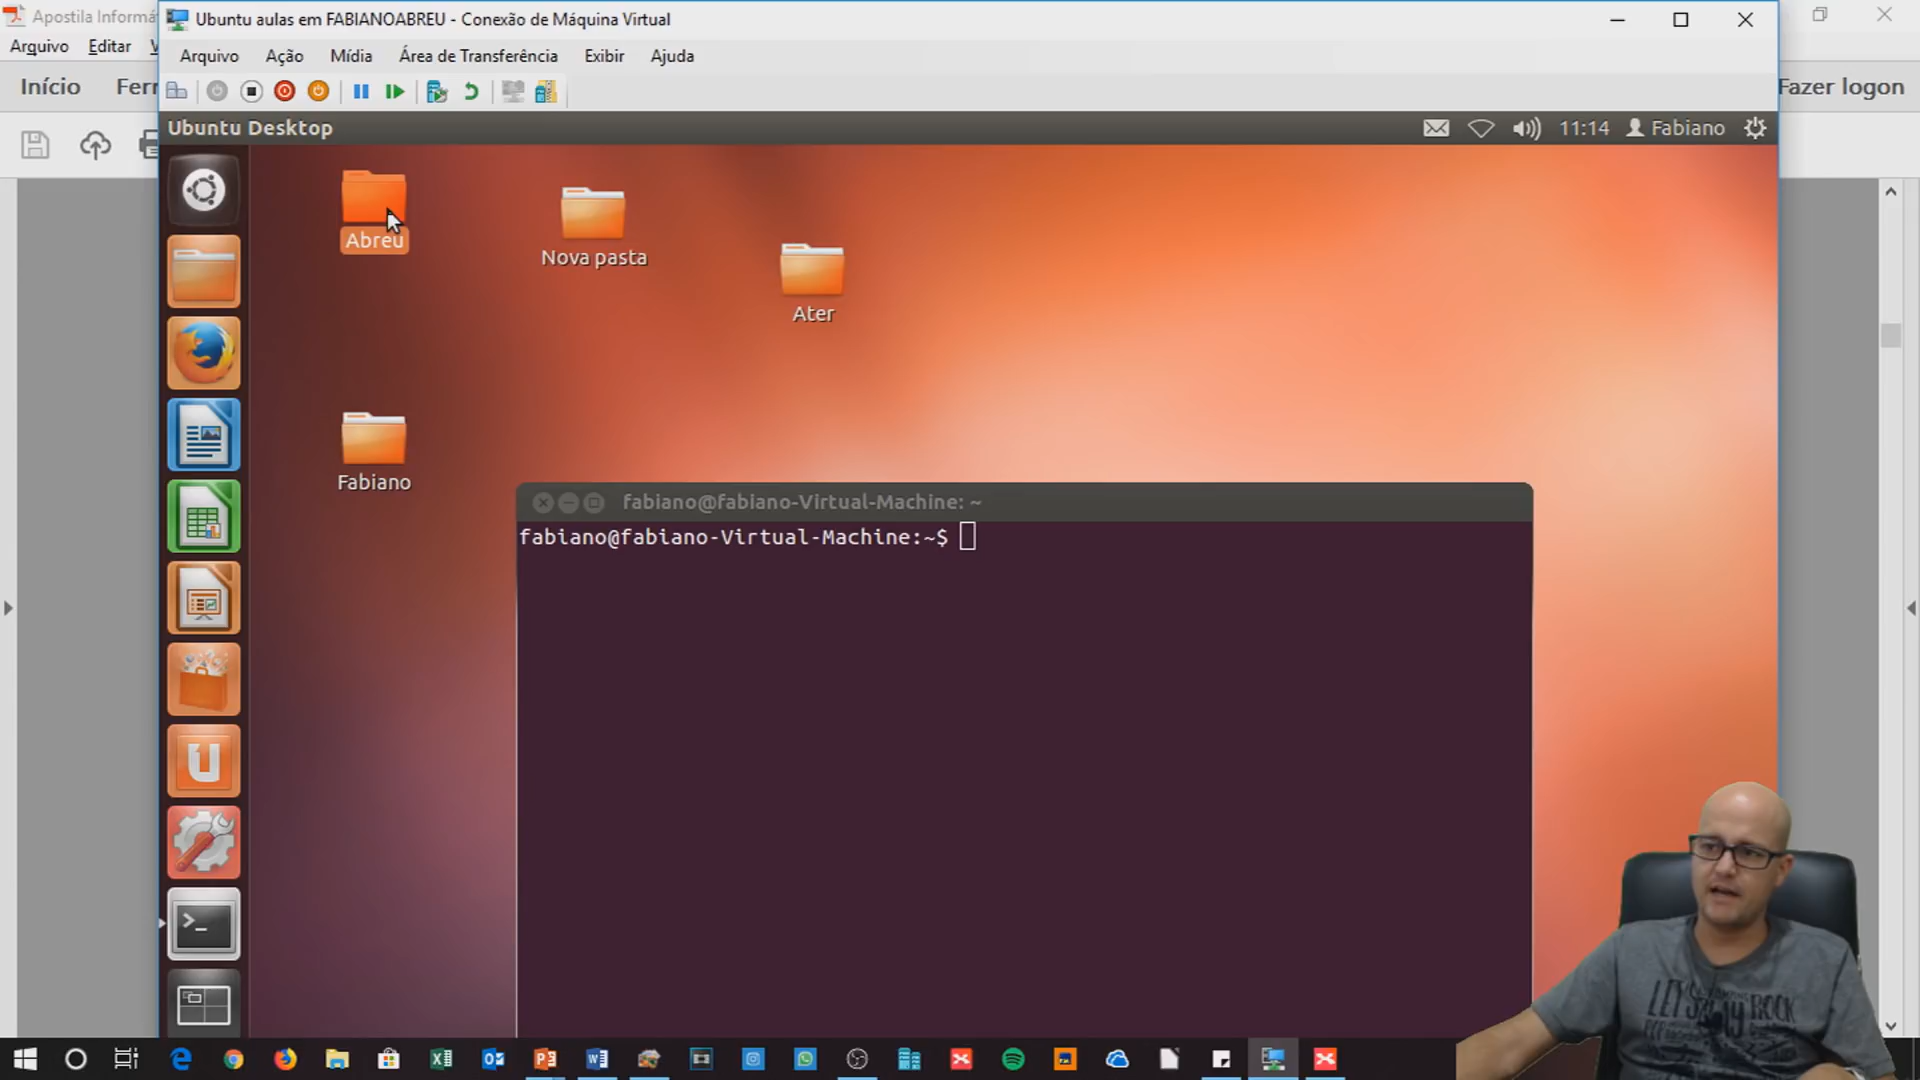 Apostila Informá
Ubuntu aulas em FABIANOABREU - Conexão de Máquina Virtual
Arquivo Editar
Arquivo Ação Mídia Área de Transferência Exibir Ajuda
Início Ferr
Fazer logon
Ubuntu Desktop
11:14 Fabiano
Abreu
Nova pasta
Ater
Fabiano
fabiano@fabiano-Virtual-Machine: ~
fabiano@fabiano-Virtual-Machine:~$
LET'S
ROCK